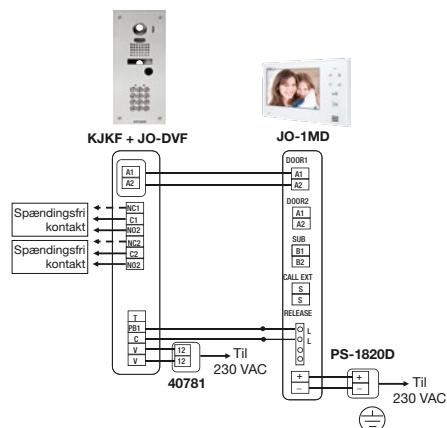 KJKF + JO-DVF
JO-1MD
A1
A2
NC1
C1
NO2
NC2
C2
NO2
Spændingsfri
kontakt
Spændingsfri
kontakt
T
PB1
C
V
V
12
12
40781
Til
230 VAC
DOOR1
A1
A2
DOOR2
A1
A2
SUB
B1
B2
CALL EXT
S
S
RELEASE
L
L
+
–
PS-1820D
+
–
Til
230 VAC